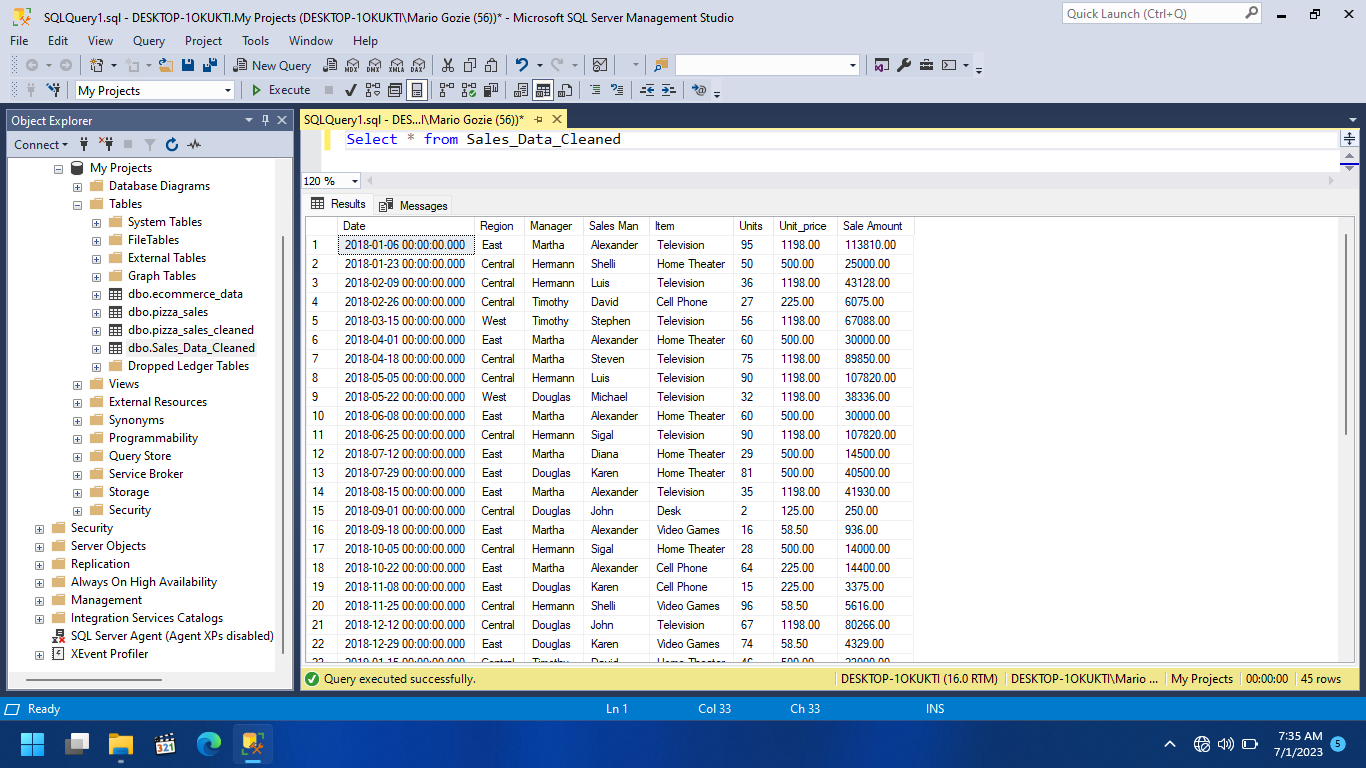 SQLQuery1.sql - DESKTOP-1OKUKTI.My Projects (DESKTOP-1OKUKTI\Mario Gozie (56))* - Microsoft SQL Server Management Studio
Quick Launch (Ctrl+Q)
File Edit View Query Project Tools Window Help
New Query MDX DMX XMLA DAX
My Projects Execute
Object Explorer
Connect
My Projects
Database Diagrams
Tables
System Tables
FileTables
External Tables
Graph Tables
dbo.ecommerce_data
dbo.pizza_sales
dbo.pizza_sales_cleaned
dbo.Sales_Data_Cleaned
Dropped Ledger Tables
Views
External Resources
Synonyms
Programmability
Query Store
Service Broker
Storage
Security
Security
Server Objects
Replication
Always On High Availability
Management
Integration Services Catalogs
SQL Server Agent (Agent XPs disabled)
XEvent Profiler
SQLQuery1.sql - DES...I\Mario Gozie (56))*
Select * from Sales_Data_Cleaned
120 %
Results Messages
Date Region Manager Sales Man Item Units Unit_price Sale Amount
1 2018-01-06 00:00:00.000 East Martha Alexander Television 95 1198.00 113810.00
2 2018-01-23 00:00:00.000 Central Hermann Shelli Home Theater 50 500.00 25000.00
3 2018-02-09 00:00:00.000 Central Hermann Luis Television 36 1198.00 43128.00
4 2018-02-26 00:00:00.000 Central Timothy David Cell Phone 27 225.00 6075.00
5 2018-03-15 00:00:00.000 West Timothy Stephen Television 56 1198.00 67088.00
6 2018-04-01 00:00:00.000 East Martha Alexander Home Theater 60 500.00 30000.00
7 2018-04-18 00:00:00.000 Central Martha Steven Television 75 1198.00 89850.00
8 2018-05-05 00:00:00.000 Central Hermann Luis Television 90 1198.00 107820.00
9 2018-05-22 00:00:00.000 West Douglas Michael Television 32 1198.00 38336.00
10 2018-06-08 00:00:00.000 East Martha Alexander Home Theater 60 500.00 30000.00
11 2018-06-25 00:00:00.000 Central Hermann Sigal Television 90 1198.00 107820.00
12 2018-07-12 00:00:00.000 East Martha Diana Home Theater 29 500.00 14500.00
13 2018-07-29 00:00:00.000 East Douglas Karen Home Theater 81 500.00 40500.00
14 2018-08-15 00:00:00.000 East Martha Alexander Television 35 1198.00 41930.00
15 2018-09-01 00:00:00.000 Central Douglas John Desk 2 125.00 250.00
16 2018-09-18 00:00:00.000 East Martha Alexander Video Games 16 58.50 936.00
17 2018-10-05 00:00:00.000 Central Hermann Sigal Home Theater 28 500.00 14000.00
18 2018-10-22 00:00:00.000 East Martha Alexander Cell Phone 64 225.00 14400.00
19 2018-11-08 00:00:00.000 East Douglas Karen Cell Phone 15 225.00 3375.00
20 2018-11-25 00:00:00.000 Central Hermann Shelli Video Games 96 58.50 5616.00
21 2018-12-12 00:00:00.000 Central Douglas John Television 67 1198.00 80266.00
22 2018-12-29 00:00:00.000 East Douglas Karen Video Games 74 58.50 4329.00
Query executed successfully. DESKTOP-1OKUKTI (16.0 RTM) DESKTOP-1OKUKTI\Mario ... My Projects 00:00:00 45 rows
Ready Ln 1 Col 33 Ch 33 INS
321
7:35 AM
7/1/2023 5